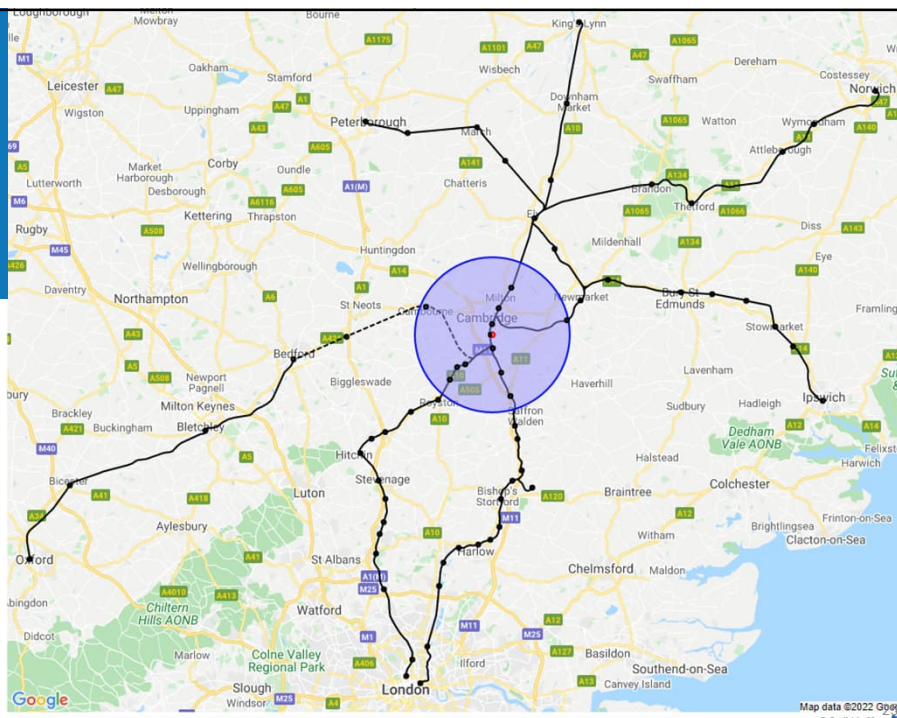 Loughborough
King's Lynn
Mowbray
Bourne
A1175
A1101
A47
A1065
Dereham
M1
Oakham
Stamford
Wisbech
A47
Swaffham
Costessey
Leicester
A47
A1
Downham
Market
Norwich
Wigston
Uppingham
A47
Peterborough
March
A10
A1065
Watton
Wymondham
A47
A43
A11
A140
A605
Attleborough
A5
Corby
Oundle
A141
A134
Market
Harborough
A605
A1(M)
Chatteris
Brandon
Lutterworth
Desborough
A6116
A1065
Thetford
A1066
M6
Kettering
Thrapston
Diss
A143
Rugby
A508
Mildenhall
A134
M45
Huntingdon
Eye
Wellingborough
A14
A140
A6
Newmarket
Bury St
Edmunds
Daventry
Northampton
A1
Milton
Framling
St Neots
Cambourne
Cambridge
Stowmarket
A43
A14
A5
Bedford
A11
A508
Lavenham
Newport
Pagnell
Biggleswade
A505
Haverhill
Milton Keynes
Royston
Saffron
Walden
Hadleigh
Ipswich
Brackley
Sudbury
A421
Buckingham
Bletchley
A10
A12
A14
Dedham
Vale AONB
M40
Hitchin
Halstead
Felixst
A5
Harwich
Bicester
Stevenage
Colchester
A41
Luton
Bishop's
Stortford
A120
Braintree
A418
M11
A12
Frinton-on-Sea
Aylesbury
A10
Brightlingsea
Clacton-on-Sea
Witham
Oxford
A41
St Albans
Harlow
Maldon
Chelmsford
A1(M)
M25
Abingdon
A4010
A413
Chiltern
Hills AONB
Watford
A12
Didcot
M11
M25
M1
Marlow
Colne Valley
Regional Park
A406
Ilford
A127
Basildon
Southend-on-Sea
Slough
London
A13
Canvey Island
Windsor
M25
A4
Google
Map data ©2022 Goog